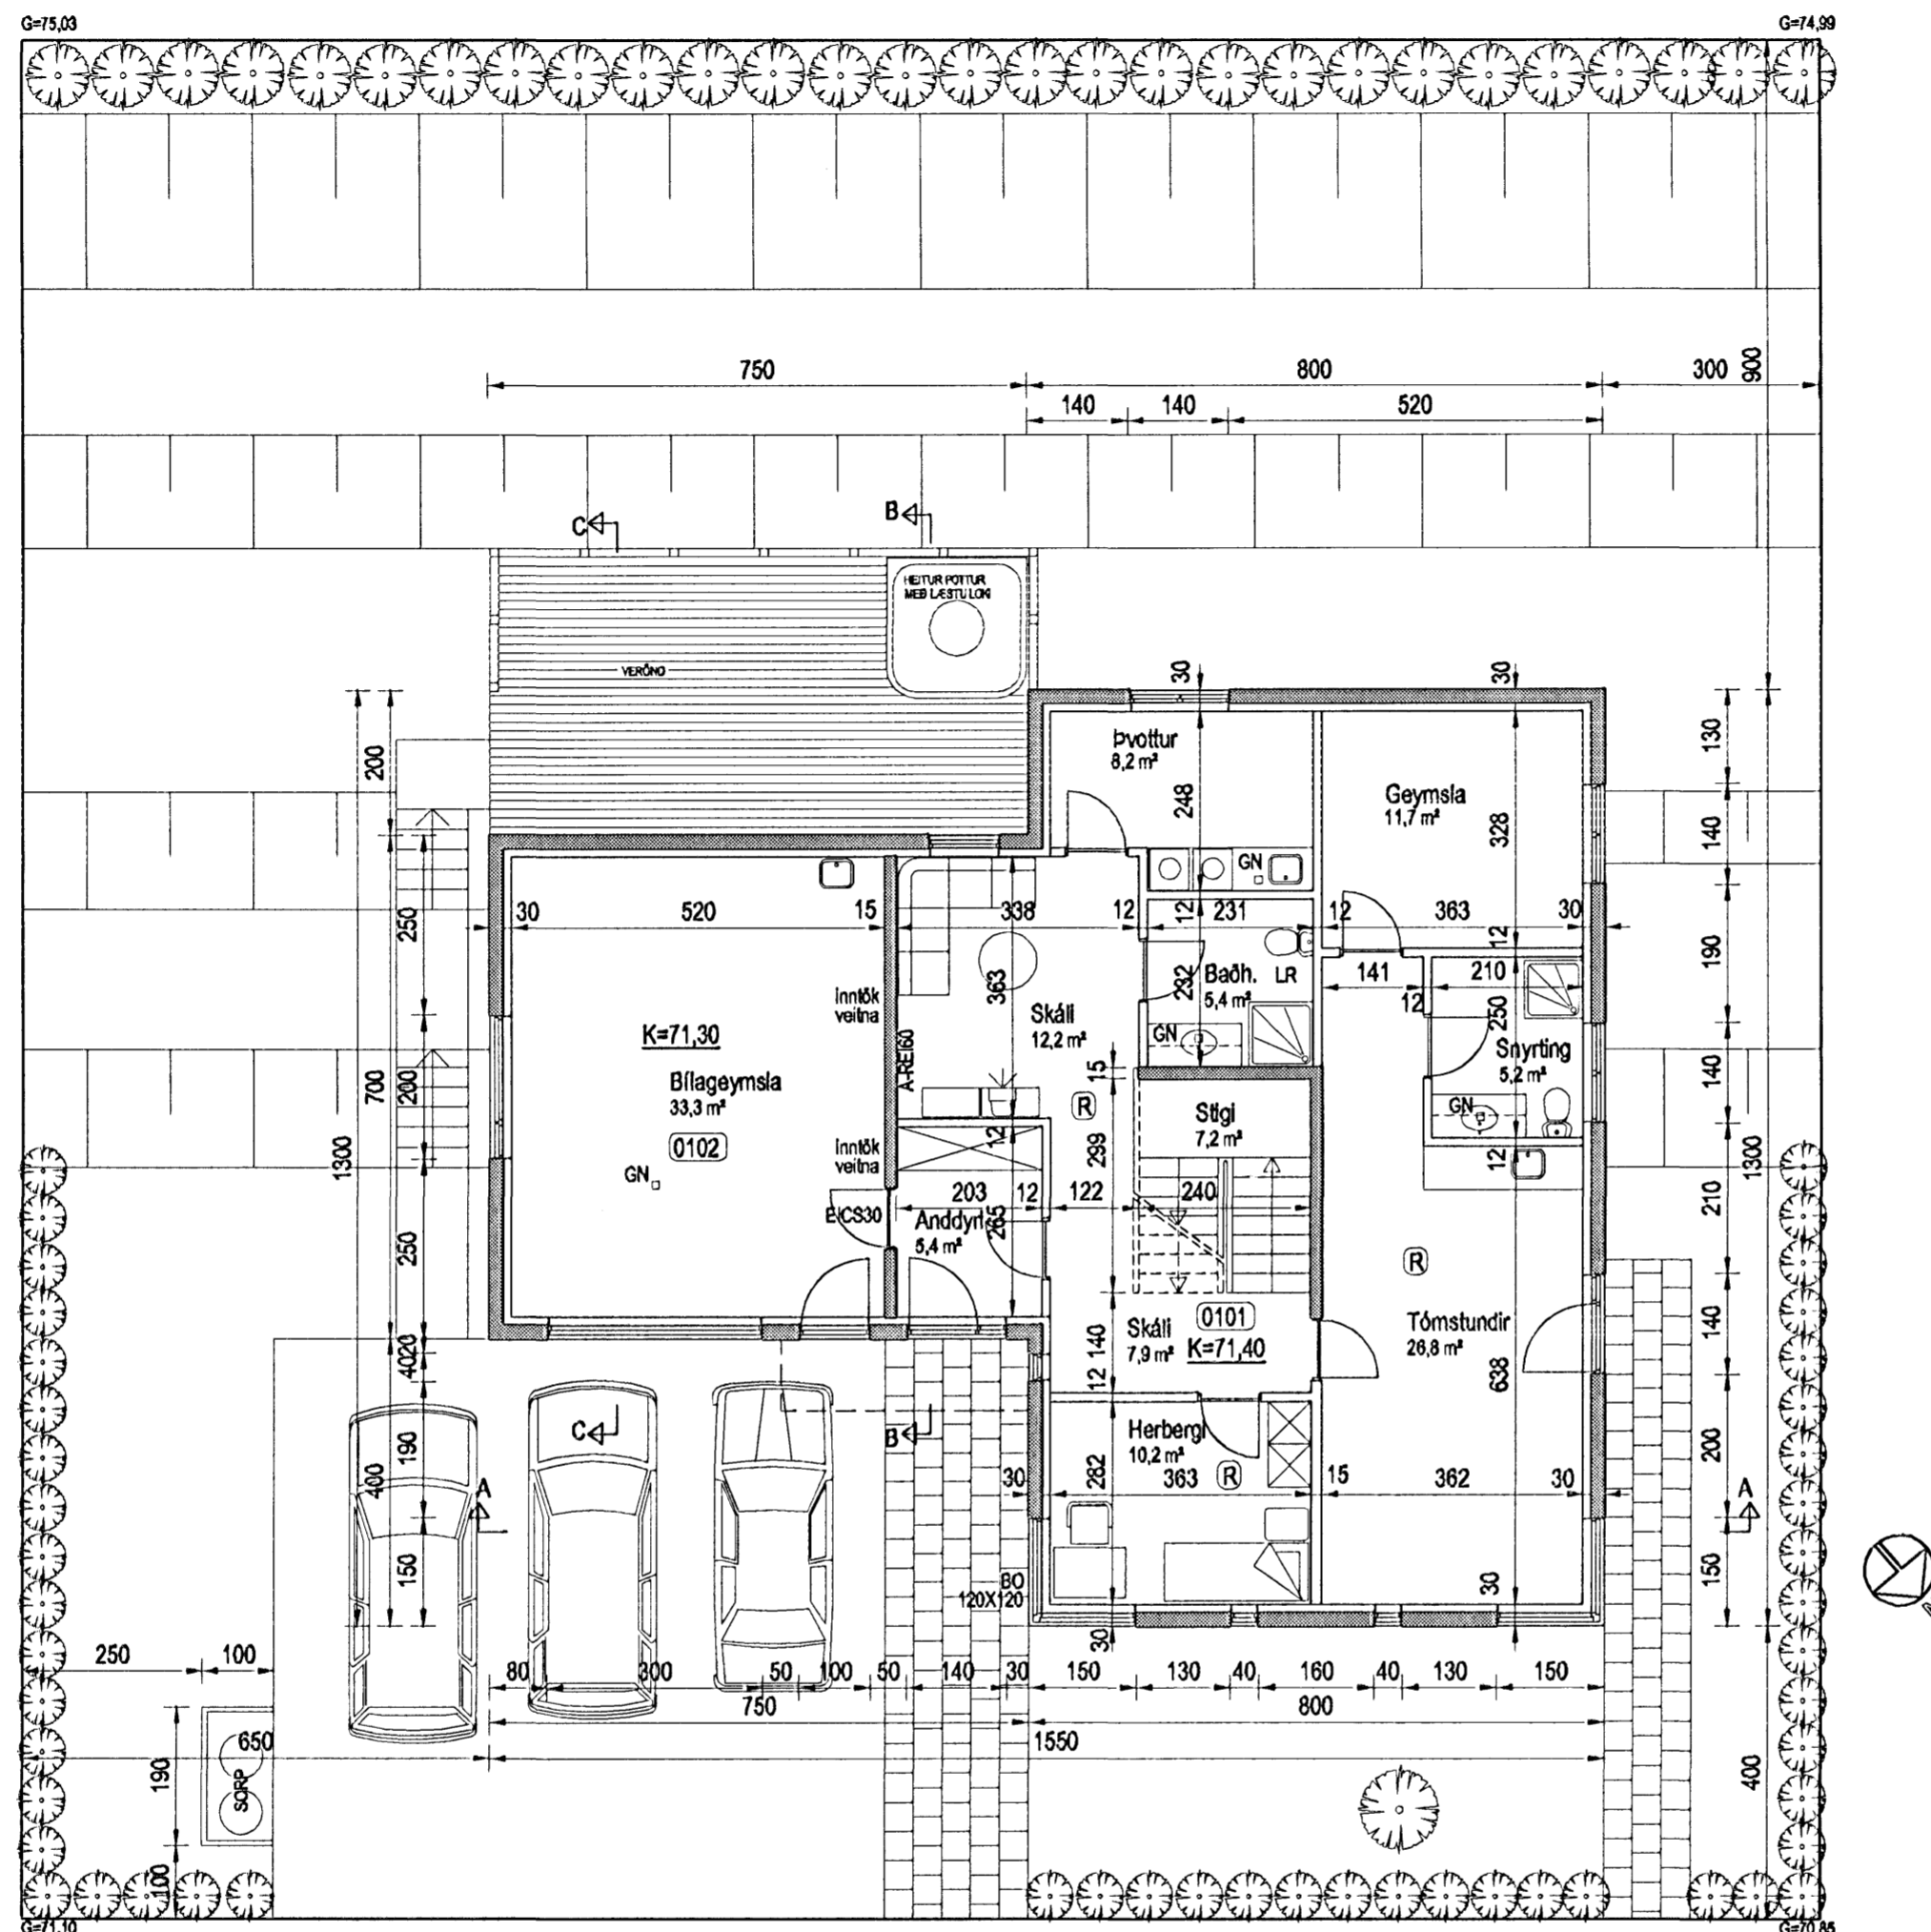 G=75,03
G=74,99
750
800
300
900
140
140
520
C
B
HEITUR POTTUR
MEÐ LÆSTU LOKI
VERÖND
30
30
200
130
Þvottur
8,2 m²
248
Geymsla
11,7 m²
328
140
GN
30
520
15
338
12
12
231
12
363
30
250
12
190
363
Inntök
veitna
232
Baðh.
5,4 m²
LR
141
210
12
250
K=71,30
Skáli
12,2 m²
GN
Snyrting
5,2 m²
A-REI60
Bílageymsla
33,3 m²
15
700
200
140
R
Stigi
7,2 m²
GN
0102
Inntök
veitna
12
299
1300
12
1300
GN
203
12
122
240
210
EICS30
Anddyri
5,4 m²
265
250
R
0101
Skáli
7,9 m²
K=71,40
Tómstundir
26,8 m²
140
140
20
40
12
638
C
B
Herbergi
10,2 m²
190
200
400
A
30
282
363
R
15
362
30
A
150
BO
120X120
30
150
30
250
100
80
300
50
100
50
140
30
150
130
40
160
40
130
150
750
800
650
1550
190
SORP
400
100
G=71,10
G=70,85